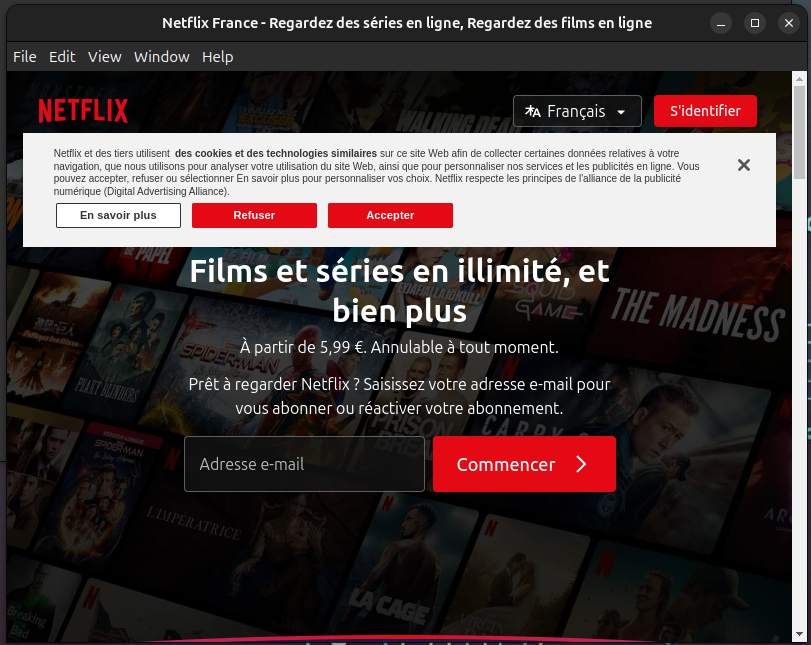 Netflix France - Regardez des séries en ligne, Regardez des films en ligne
File Edit View Window Help
NETFLIX
Français
S'identifier
Netflix et des tiers utilisent des cookies et des technologies similaires sur ce site Web afin de collecter certaines données relatives à votre
navigation, que nous utilisons pour analyser votre utilisation du site Web, ainsi que pour personnaliser nos services et les publicités en ligne. Vous
pouvez accepter, refuser ou sélectionner En savoir plus pour personnaliser vos choix. Netflix respecte les principes de l'alliance de la publicité
numérique (Digital Advertising Alliance).
En savoir plus
Refuser
Accepter
Films et séries en illimité, et
bien plus
À partir de 5,99 €. Annulable à tout moment.
Prêt à regarder Netflix ? Saisissez votre adresse e-mail pour
vous abonner ou réactiver votre abonnement.
Adresse e-mail
Commencer
SQUID
GAME
THE MADNESS
PEAKY BLINDERS
SPIDER-MAN
PRISON
BREAK
CARRY-
SPIDER-MAN
L'IMPÉRATRICE
LA CAGE
Breaking
Bad